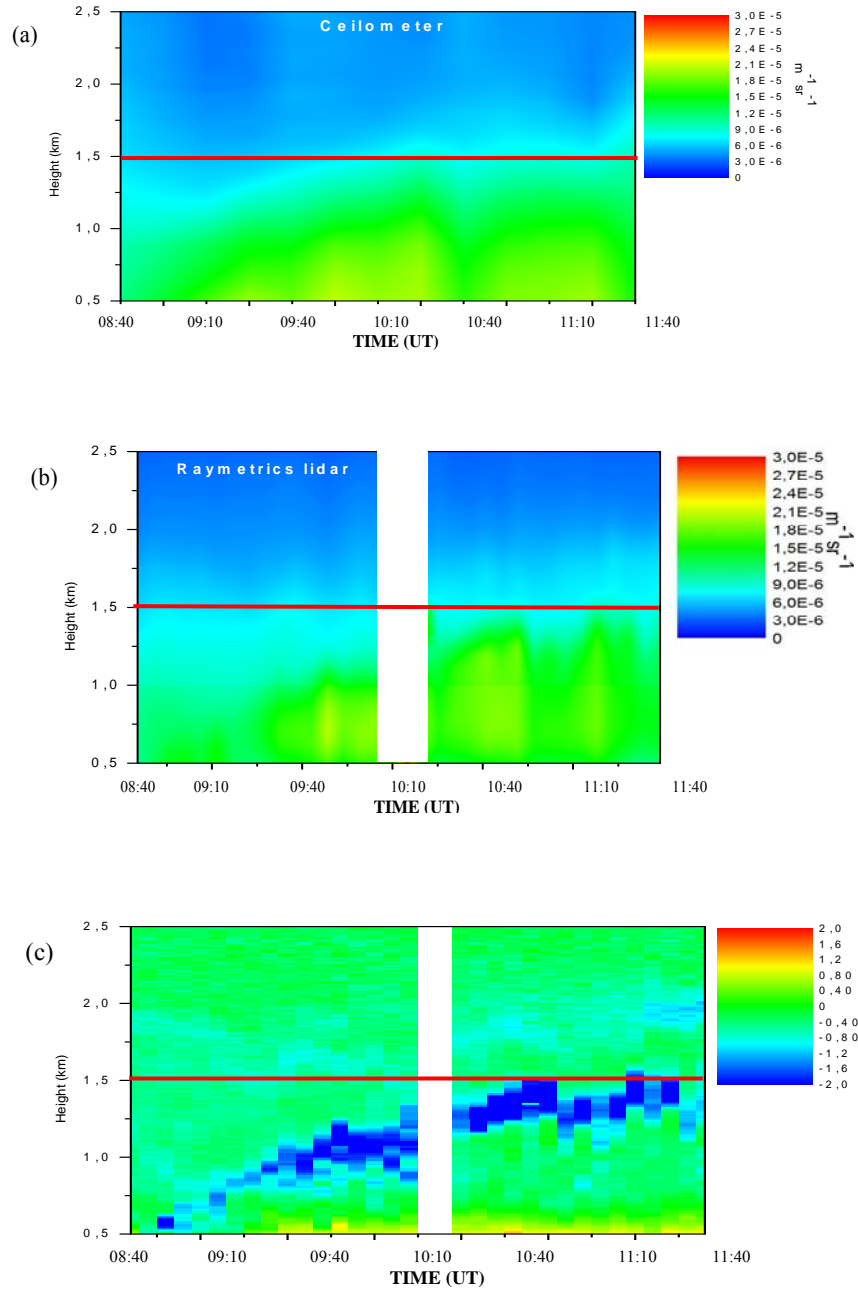 (a)
Ceilometer
Height (km)
2,5
2,0
1,5
1,0
0,5
08:40 09:10 09:40 10:10 10:40 11:10 11:40
TIME (UT)
3,0E-5
2,7E-5
2,4E-5
2,1E-5
1,8E-5
1,5E-5
1,2E-5
9,0E-6
6,0E-6
3,0E-6
0
m-1sr-1
(b)
Raymetrics lidar
Height (km)
2,5
2,0
1,5
1,0
0,5
08:40 09:10 09:40 10:10 10:40 11:10 11:40
TIME (UT)
3,0E-5
2,7E-5
2,4E-5
2,1E-5
1,8E-5
1,5E-5
1,2E-5
9,0E-6
6,0E-6
3,0E-6
0
m-1sr-1
(c)
Height (km)
2,5
2,0
1,5
1,0
0,5
08:40 09:10 09:40 10:10 10:40 11:10 11:40
TIME (UT)
2,0
1,6
1,2
0,80
0,40
0
-0,40
-0,80
-1,2
-1,6
-2,0